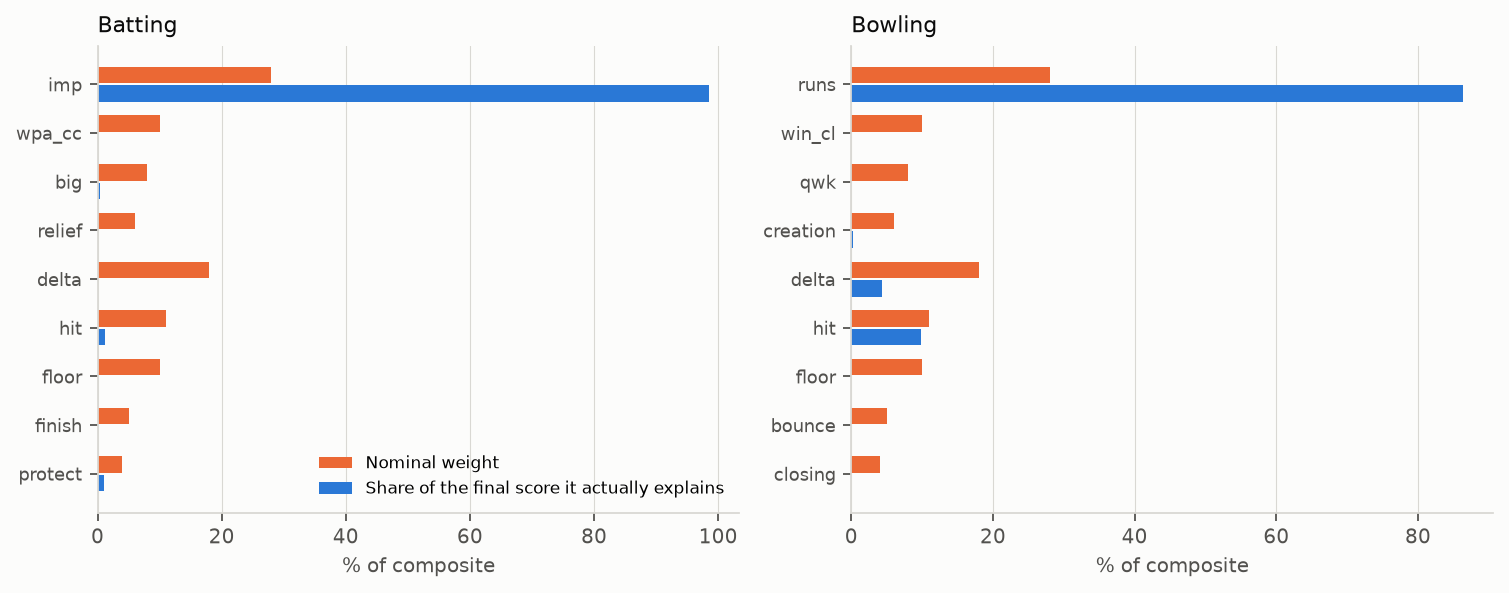 Batting
imp
wpa_cc
big
relief
delta
hit
floor
finish
protect
Nominal weight
Share of the final score it actually explains
0 20 40 60 80 100
% of composite
Bowling
runs
win_cl
qwk
creation
delta
hit
floor
bounce
closing
0 20 40 60 80
% of composite